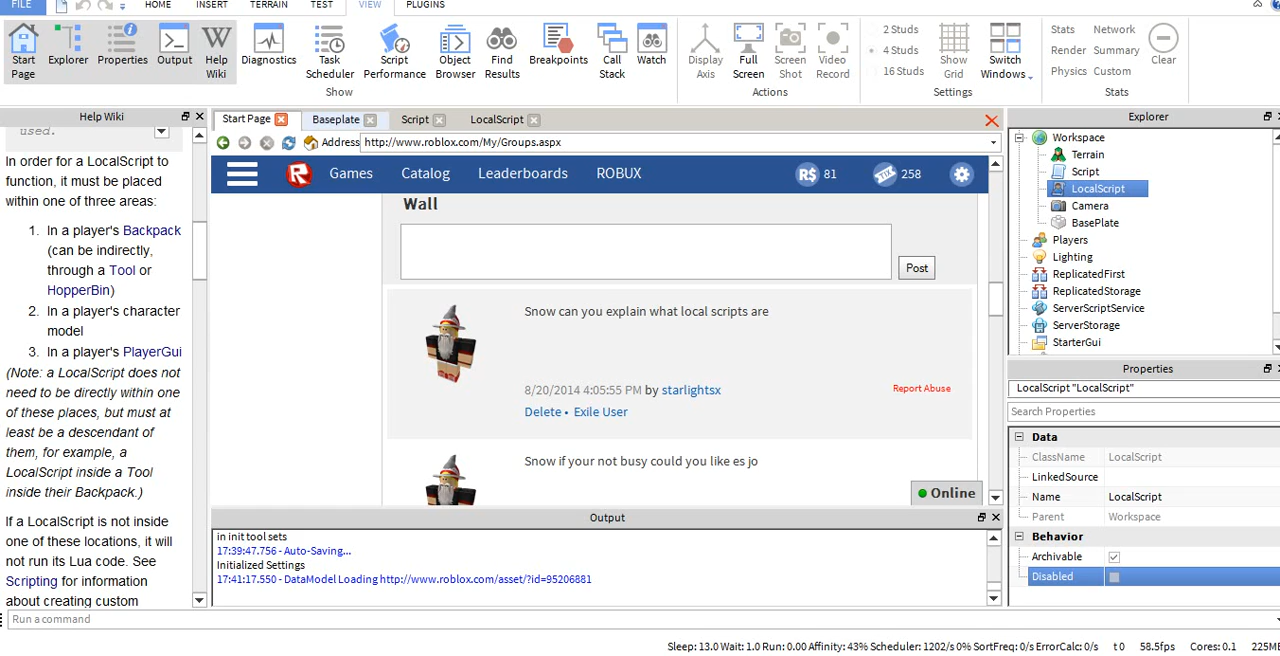 FILE HOME INSERT TERRAIN TEST VIEW PLUGINS
Start Page
Explorer
Properties
Output
Help Wiki
Diagnostics
Task Scheduler
Script Performance
Object Browser
Find Results
Breakpoints
Call Stack
Watch
Show
Display Axis
Full Screen
Screen Shot
Video Record
Actions
2 Studs
4 Studs
16 Studs
Show Grid
Switch Windows
Settings
Stats Network
Render Summary
Physics Custom
Clear
Stats
Help Wiki
used.
In order for a LocalScript to
function, it must be placed
within one of three areas:
1. In a player's Backpack
(can be indirectly,
through a Tool or
HopperBin)
2. In a player's character
model
3. In a player's PlayerGui
(Note: a LocalScript does not
need to be directly within one
of these places, but must at
least be a descendant of
them, for example, a
LocalScript inside a Tool
inside their Backpack.)
If a LocalScript is not inside
one of these locations, it will
not run its Lua code. See
Scripting for information
about creating custom
Start Page Baseplate Script LocalScript
Address http://www.roblox.com/My/Groups.aspx
R Games Catalog Leaderboards ROBUX R$ 81 TIX 258
Wall
Post
Snow can you explain what local scripts are
8/20/2014 4:05:55 PM by starlightsx
Report Abuse
Delete • Exile User
Snow if your not busy could you like es jo
Online
Output
in init tool sets
17:39:47.756 - Auto-Saving...
Initialized Settings
17:41:17.550 - DataModel Loading http://www.roblox.com/asset/?id=95206881
Explorer
Workspace
Terrain
Script
LocalScript
Camera
BasePlate
Players
Lighting
ReplicatedFirst
ReplicatedStorage
ServerScriptService
ServerStorage
StarterGui
Properties
LocalScript "LocalScript"
Search Properties
Data
ClassName LocalScript
LinkedSource
Name LocalScript
Parent Workspace
Behavior
Archivable
Disabled
Run a command
Sleep: 13.0 Wait: 1.0 Run: 0.00 Affinity: 43% Scheduler: 1202/s 0% SortFreq: 0/s ErrorCalc: 0/s t 0 58.5fps Cores: 0.1 225MB